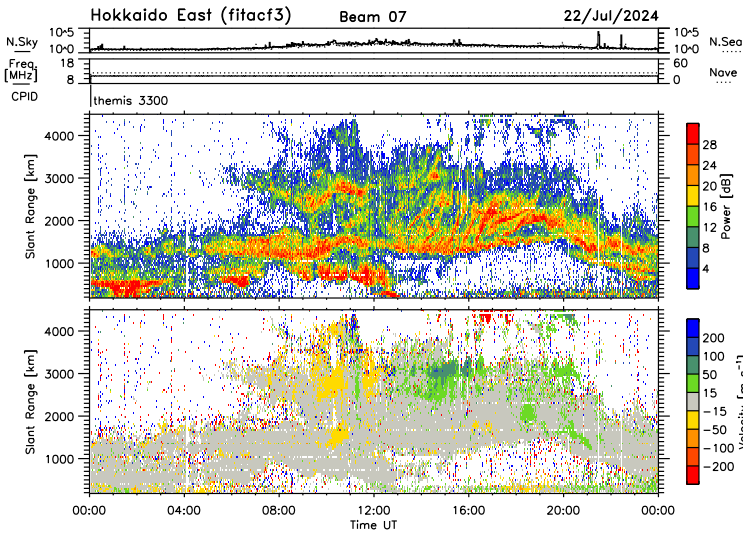 Hokkaido East (fitacf3) Beam 07 22/Jul/2024
N.Sky 10^5 10^5 N.Sea
10^0 10^0
Freq. 18 60
[MHz] 8 0 Nave
CPID themis 3300
4000
3000
2000
1000
Slant Range [km]
28
24
20
16
12
8
4
Power [dB]
4000
3000
2000
1000
Slant Range [km]
200
100
50
15
-15
-50
-100
-200
Velocity [m s^-1]
00:00 04:00 08:00 12:00 16:00 20:00 00:00
Time UT